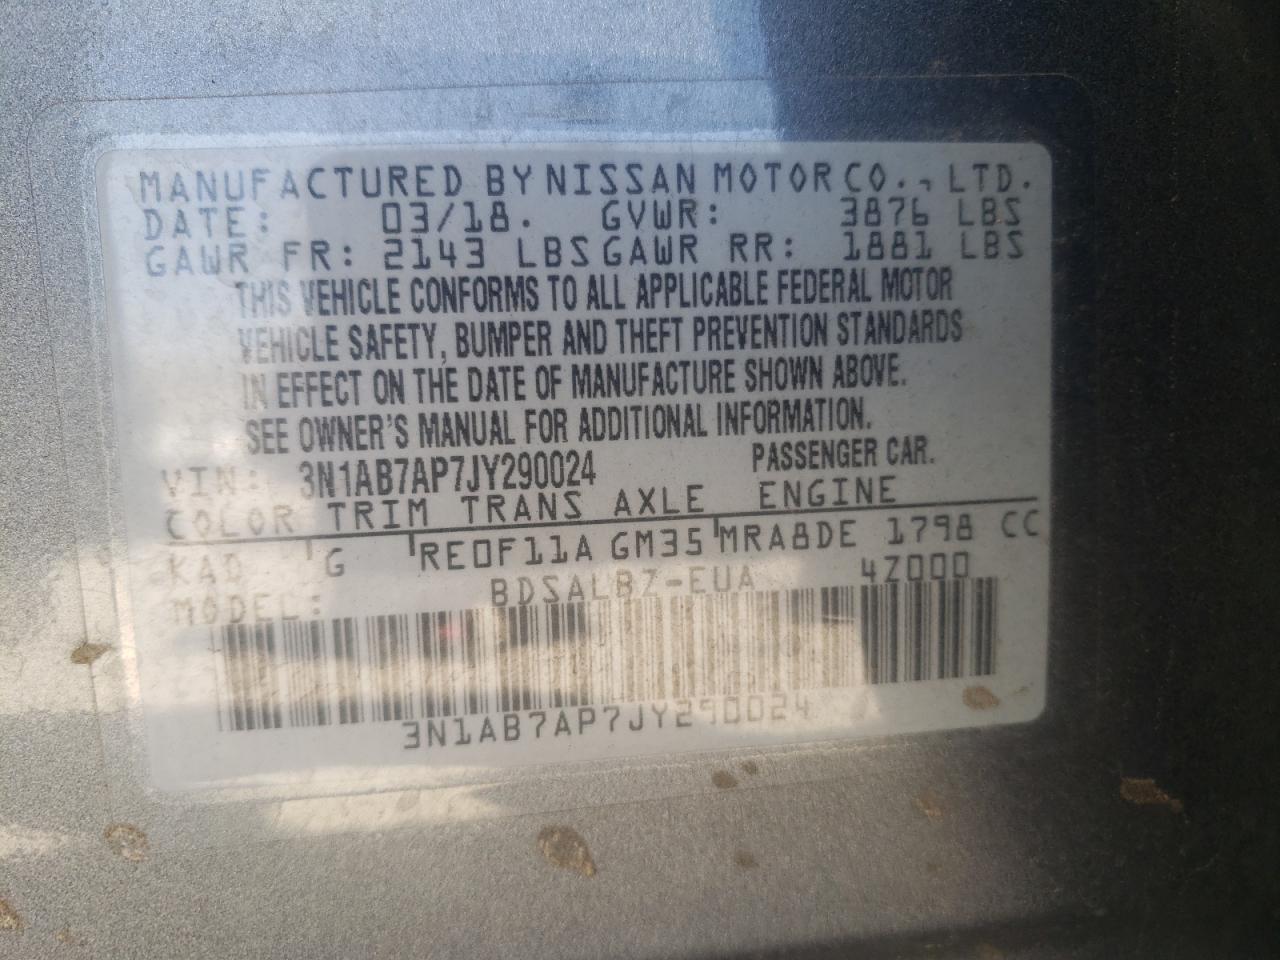 MANUFACTURED BY NISSAN MOTOR CO., LTD.
DATE: 03/18. GVWR: 3876 LBS
GAWR FR: 2143 LBS GAWR RR: 1881 LBS
THIS VEHICLE CONFORMS TO ALL APPLICABLE FEDERAL MOTOR
VEHICLE SAFETY, BUMPER AND THEFT PREVENTION STANDARDS
IN EFFECT ON THE DATE OF MANUFACTURE SHOWN ABOVE.
SEE OWNER'S MANUAL FOR ADDITIONAL INFORMATION.
VIN: 3N1AB7AP7JY290024 PASSENGER CAR.
COLOR TRIM TRANS AXLE ENGINE
KAD G RE0F11A GM35 MRA8DE 1798 CC
MODEL: BDSALBZ-EUA 4Z000
3N1AB7AP7JY290024